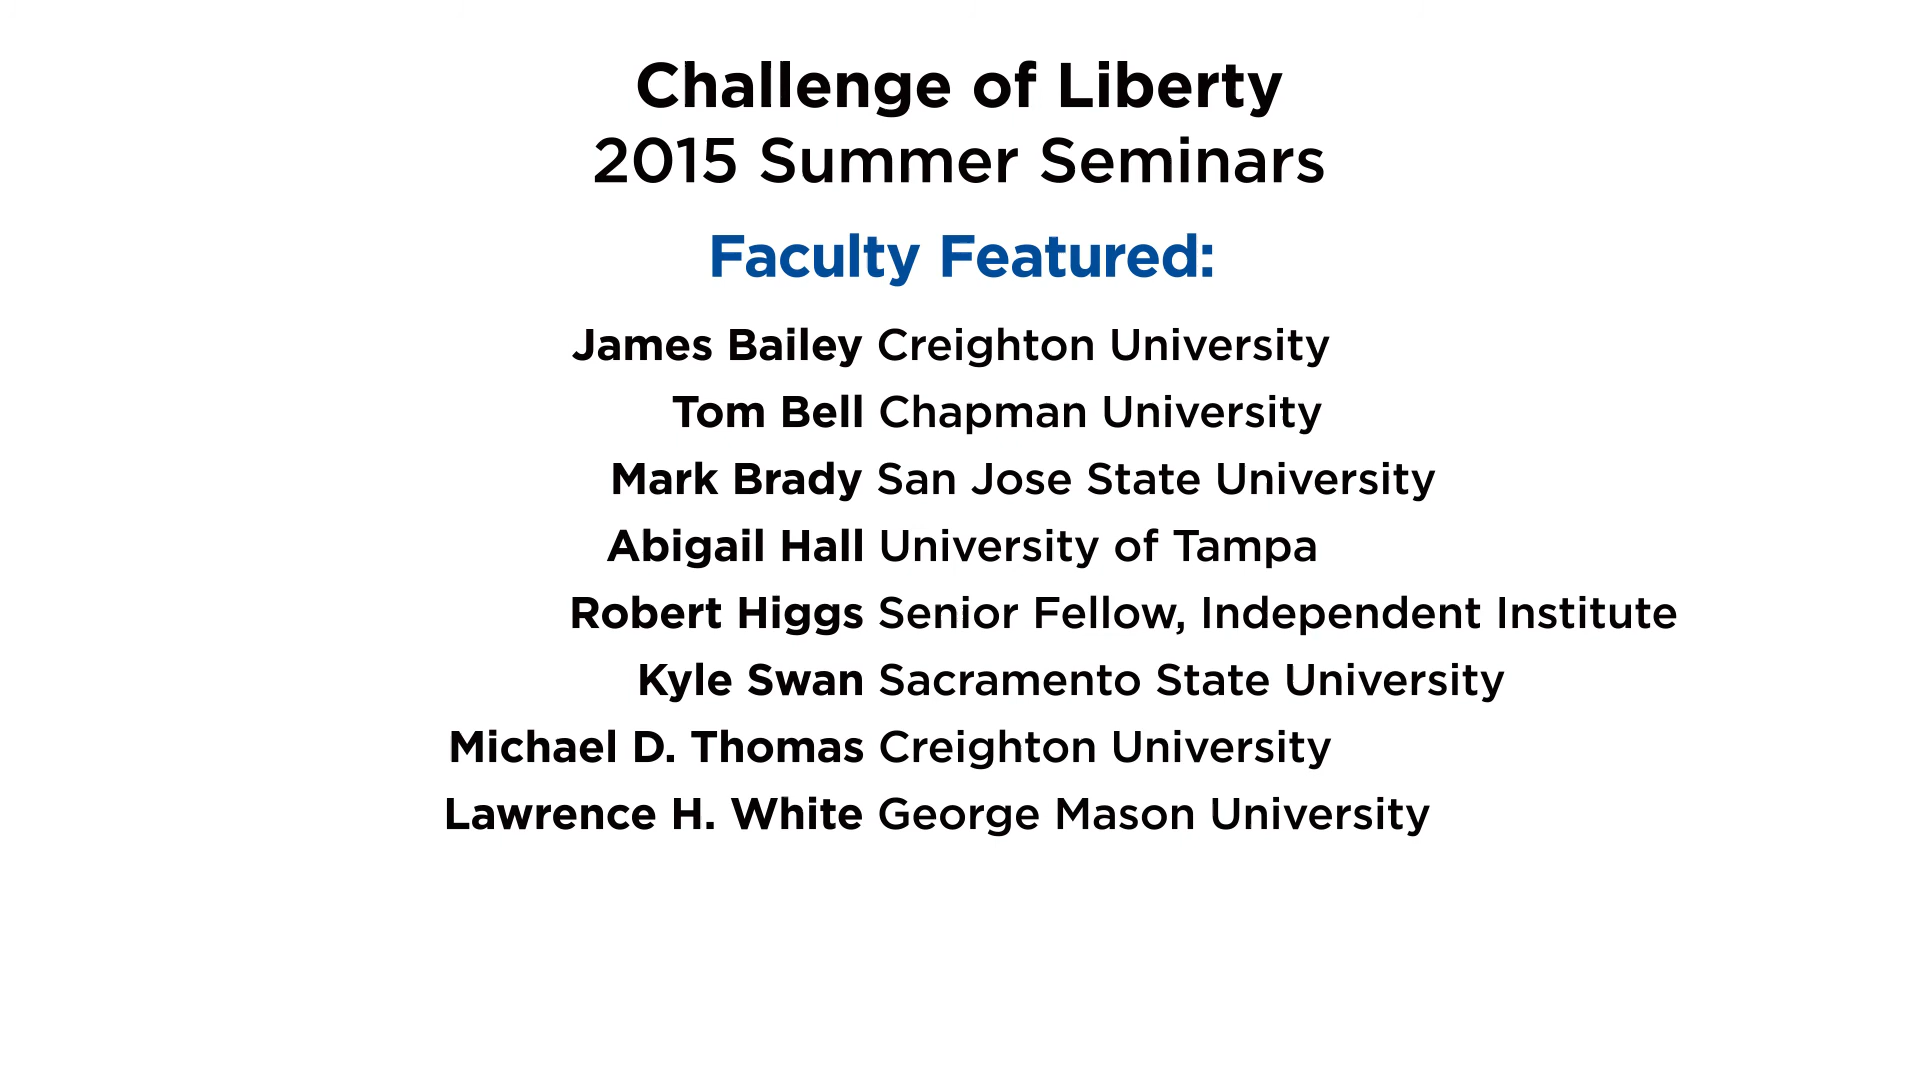 Challenge of Liberty
2015 Summer Seminars
Faculty Featured:
James Bailey Creighton University
Tom Bell Chapman University
Mark Brady San Jose State University
Abigail Hall University of Tampa
Robert Higgs Senior Fellow, Independent Institute
Kyle Swan Sacramento State University
Michael D. Thomas Creighton University
Lawrence H. White George Mason University